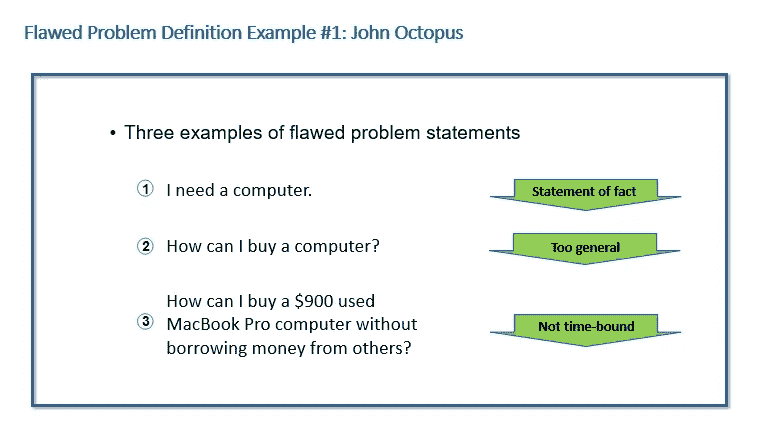 Flawed Problem Definition Example #1: John Octopus
• Three examples of flawed problem statements
1 I need a computer.
Statement of fact
2 How can I buy a computer?
Too general
How can I buy a $900 used
3 MacBook Pro computer without
borrowing money from others?
Not time-bound